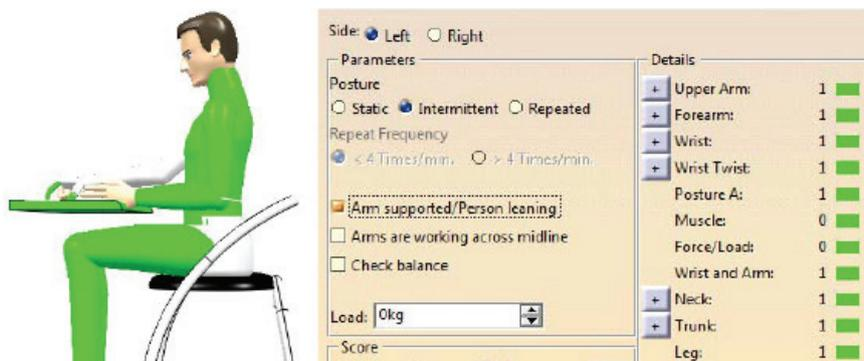 Side: Left Right
Parameters
Posture
Static Intermittent Repeated
Repeat Frequency
< 4 Times/min. > 4 Times/min.
Arm supported/Person leaning
Arms are working across midline
Check balance
Load: 0kg
Score
Details
+ Upper Arm: 1
+ Forearm: 1
+ Wrist: 1
+ Wrist Twist: 1
Posture A: 1
Muscle: 0
Force/Load: 0
Wrist and Arm: 1
+ Neck: 1
+ Trunk: 1
Leg: 1